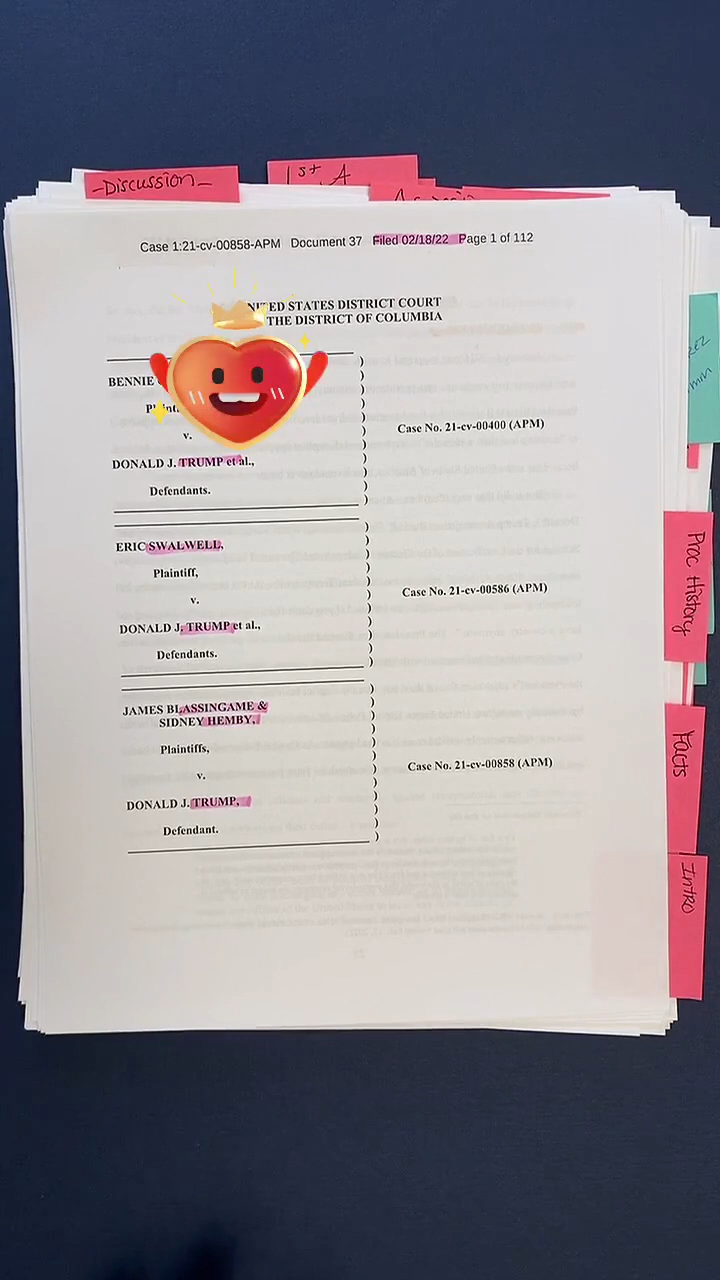 -Discussion-
1st A
Case 1:21-cv-00858-APM Document 37 Filed 02/18/22 Page 1 of 112
UNITED STATES DISTRICT COURT
THE DISTRICT OF COLUMBIA
BENNIE
v.
Case No. 21-cv-00400 (APM)
DONALD J. TRUMP et al.,
Defendants.
ERIC SWALWELL,
Plaintiff,
v.
Case No. 21-cv-00586 (APM)
DONALD J. TRUMP et al.,
Defendants.
JAMES BLASSINGAME &
SIDNEY HEMBY,
Plaintiffs,
v.
Case No. 21-cv-00858 (APM)
DONALD J. TRUMP,
Defendant.
Proc History
Facts
Intro